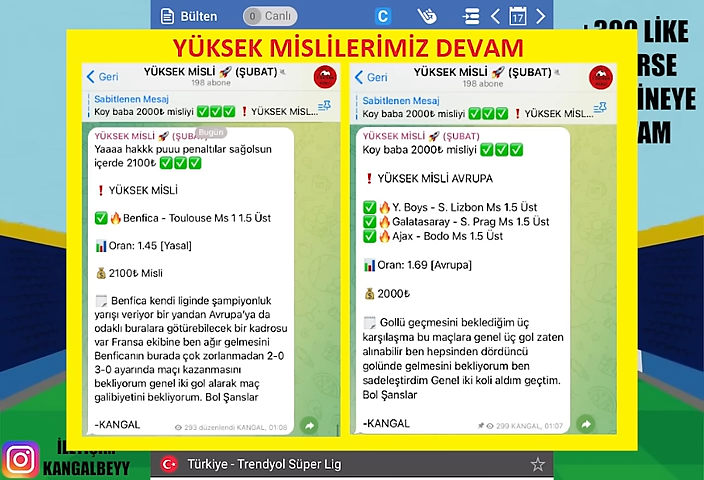 Bülten
0 Canlı
C
17
+300 LİKE
YÜKSEK MİSLİLERİMİZ DEVAM
Geri
YÜKSEK MİSLİ 🚀 (ŞUBAT)
198 abone
Sabitlenen Mesaj
Koy baba 2000₺ misliyi ✅✅✅ ❗ YÜKSEK MİSL...
YÜKSEK MİSLİ 🚀 (ŞUBAT)
Bugün
Yaaaa hakkk puuu penaltılar sağolsun
içerde 2100₺ ✅✅✅
❗ YÜKSEK MİSLİ
✅🔥Benfica - Toulouse Ms 1 1.5 Üst
📊Oran: 1.45 [Yasal]
💰2100₺ Misli
🗒 Benfica kendi liginde şampiyonluk
yarışı veriyor bir yandan Avrupa'ya da
odaklı buralara götürebilecek bir kadrosu
var Fransa ekibine ben ağır gelmesini
Benficanın burada çok zorlanmadan 2-0
3-0 ayarında maçı kazanmasını
bekliyorum genel iki gol alarak maç
galibiyetini bekliyorum. Bol Şanslar
-KANGAL
293 düzenlendi KANGAL, 01:08
Geri
YÜKSEK MİSLİ 🚀 (ŞUBAT)
198 abone
Sabitlenen Mesaj
Koy baba 2000₺ misliyi ✅✅✅ ❗ YÜKSEK MİSL...
YÜKSEK MİSLİ 🚀 (ŞUBAT)
Koy baba 2000₺ misliyi ✅✅✅
❗ YÜKSEK MİSLİ AVRUPA
✅🔥Y. Boys - S. Lizbon Ms 1.5 Üst
✅🔥Galatasaray - S. Prag Ms 1.5 Üst
✅🔥Ajax - Bodo Ms 1.5 Üst
📊Oran: 1.69 [Avrupa]
💰2000₺
🗒 Gollü geçmesini beklediğim üç
karşılaşma bu maçlara genel üç gol zaten
alınabilir ben hepsinden dördüncü
golünde gelmesini bekliyorum ben
sadeleştirdim Genel iki koli aldım geçtim.
Bol Şanslar
-KANGAL
299 KANGAL, 01:07
İLETİŞİM
KANGALBEYY
Türkiye - Trendyol Süper Lig